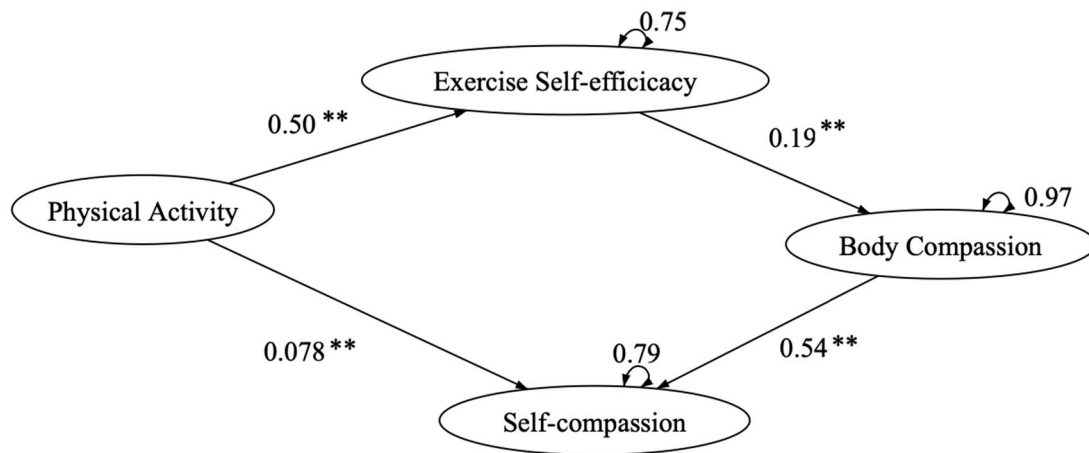 0.75
Exercise Self-efficicacy
0.50 **
0.19 **
Physical Activity
0.97
Body Compassion
0.078 **
0.79
0.54 **
Self-compassion